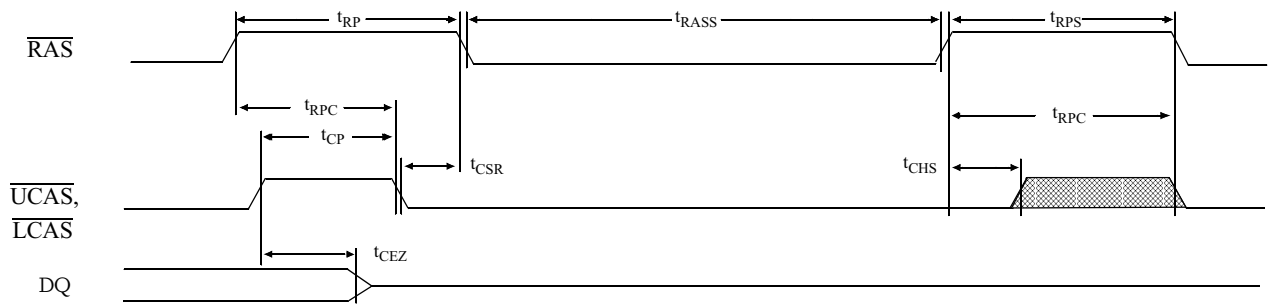 tRP
tRASS
tRPS
RAS
tRPC
tCP
tRPC
tCSR
tCHS
UCAS,
LCAS
tCEZ
DQ